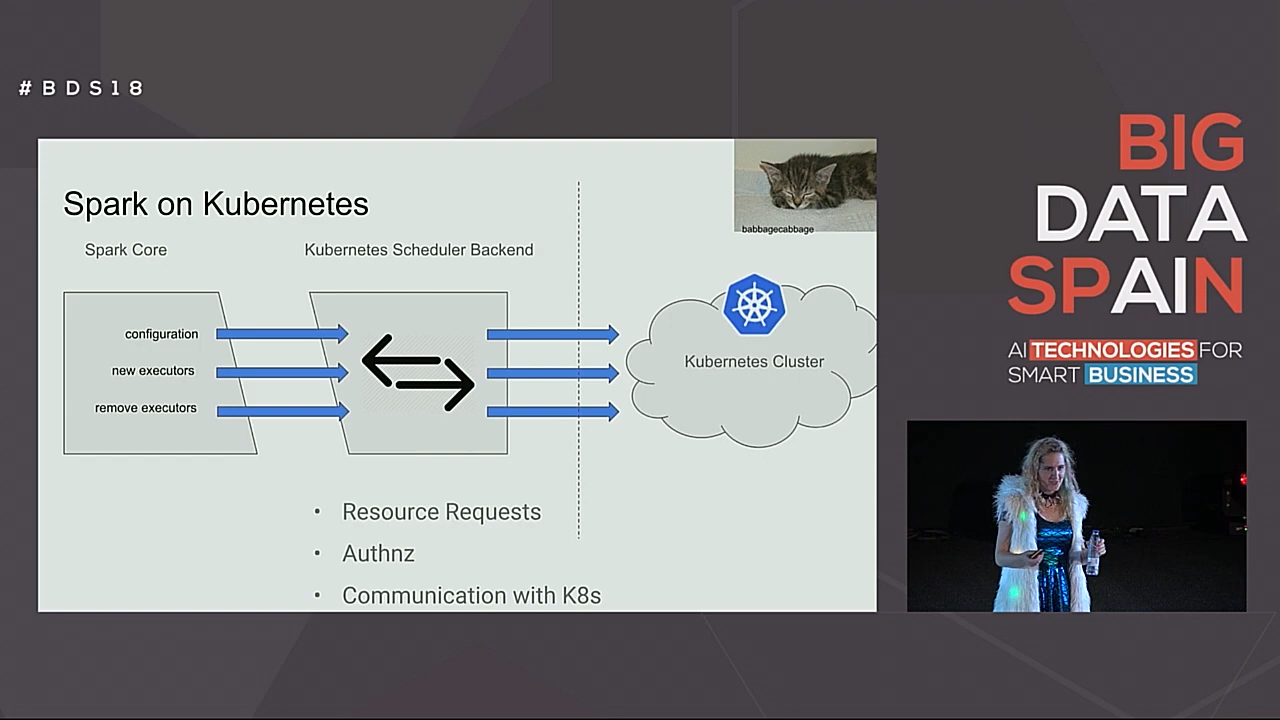 #BDS18
Spark on Kubernetes
babbagecabbage
Spark Core
Kubernetes Scheduler Backend
configuration
new executors
remove executors
Kubernetes Cluster
• Resource Requests
• Authnz
• Communication with K8s
BIG
DATA
SPAIN
AI TECHNOLOGIES FOR
SMART BUSINESS